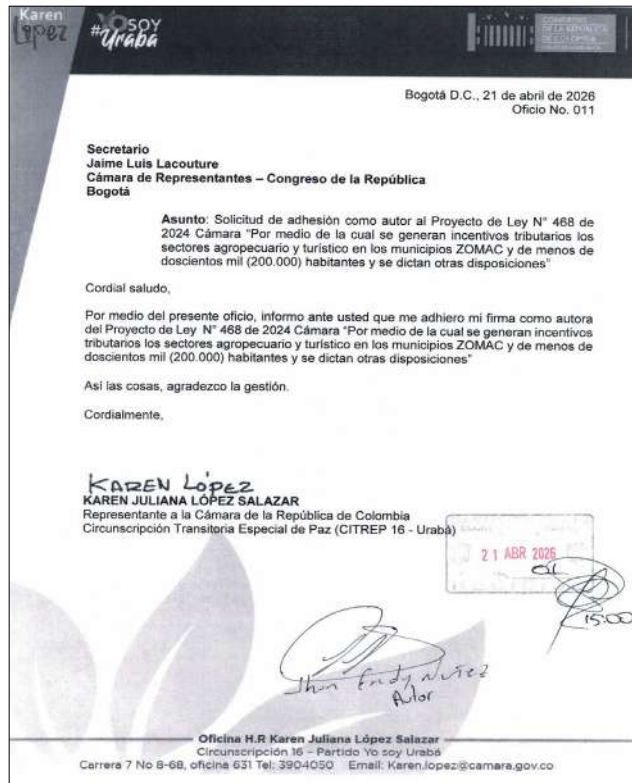 Karen
López
#YO SOY
Urabá
CONGRESO
DE LA REPÚBLICA
DE COLOMBIA
Bogotá D.C., 21 de abril de 2026
Oficio No. 011
Secretario
Jaime Luis Lacouture
Cámara de Representantes – Congreso de la República
Bogotá
Asunto: Solicitud de adhesión como autor al Proyecto de Ley N° 468 de
2024 Cámara "Por medio de la cual se generan incentivos tributarios los
sectores agropecuario y turístico en los municipios ZOMAC y de menos de
doscientos mil (200.000) habitantes y se dictan otras disposiciones"
Cordial saludo,
Por medio del presente oficio, informo ante usted que me adhiero mi firma como autora
del Proyecto de Ley N° 468 de 2024 Cámara "Por medio de la cual se generan incentivos
tributarios los sectores agropecuario y turístico en los municipios ZOMAC y de menos de
doscientos mil (200.000) habitantes y se dictan otras disposiciones"
Así las cosas, agradezco la gestión.
Cordialmente,
KAREN López
KAREN JULIANA LÓPEZ SALAZAR
Representante a la Cámara de la República de Colombia
Circunscripción Transitoria Especial de Paz (CITREP 16 - Urabá)
21 ABR 2026
15:00
Jhon Fredy Nuñez
Autor
Oficina H.R Karen Juliana López Salazar
Circunscripción 16 – Partido Yo soy Urabá
Carrera 7 No 8-68, oficina 631 Tel: 3904050 Email: Karen.lopez@camara.gov.co